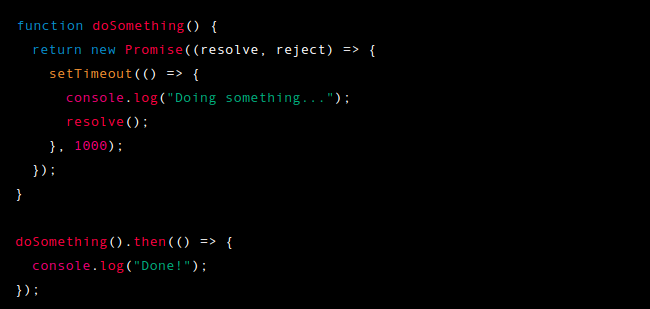 function doSomething() {
  return new Promise((resolve, reject) => {
    setTimeout(() => {
      console.log("Doing something...");
      resolve();
    }, 1000);
  });
}

doSomething().then(() => {
  console.log("Done!");
});